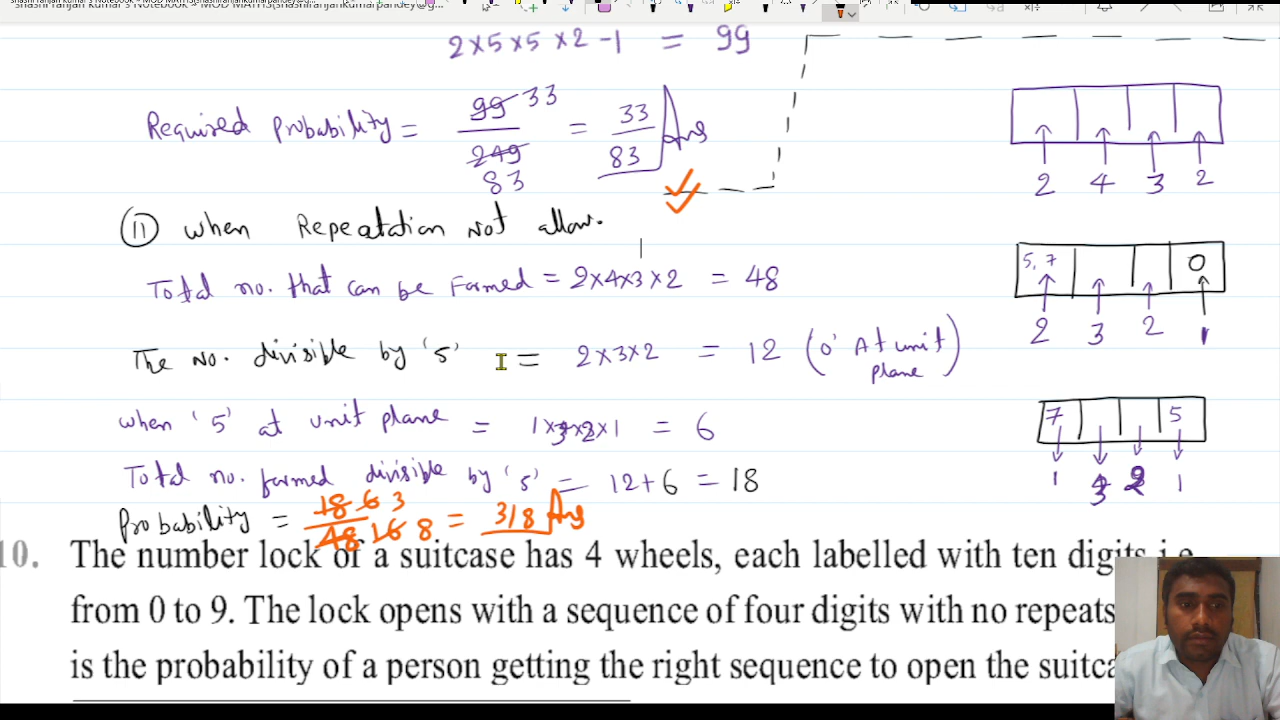 shashi ranjan kumar's Notebook
2×5×5×2-1 = 99
Required Probability = 99 33 / 249 83 = 33/83 Ans
2 4 3 2
(11) When Repeatation Not allow.
Total no. that can be Formed = 2×4×3×2 = 48
5, 7 0
2 3 2 1
The No. divisible by '5' = 2×3×2 = 12 (0' At unit plane)
when '5' at unit plane = 1×3×2×1 = 6
7 5
1 3 2 1
Total no. formed divisible by '5' = 12+6 = 18
Probability = 18 6 3 / 48 16 8 = 3/8 Ans
10. The number lock of a suitcase has 4 wheels, each labelled with ten digits i.e.
from 0 to 9. The lock opens with a sequence of four digits with no repeats
is the probability of a person getting the right sequence to open the suitca